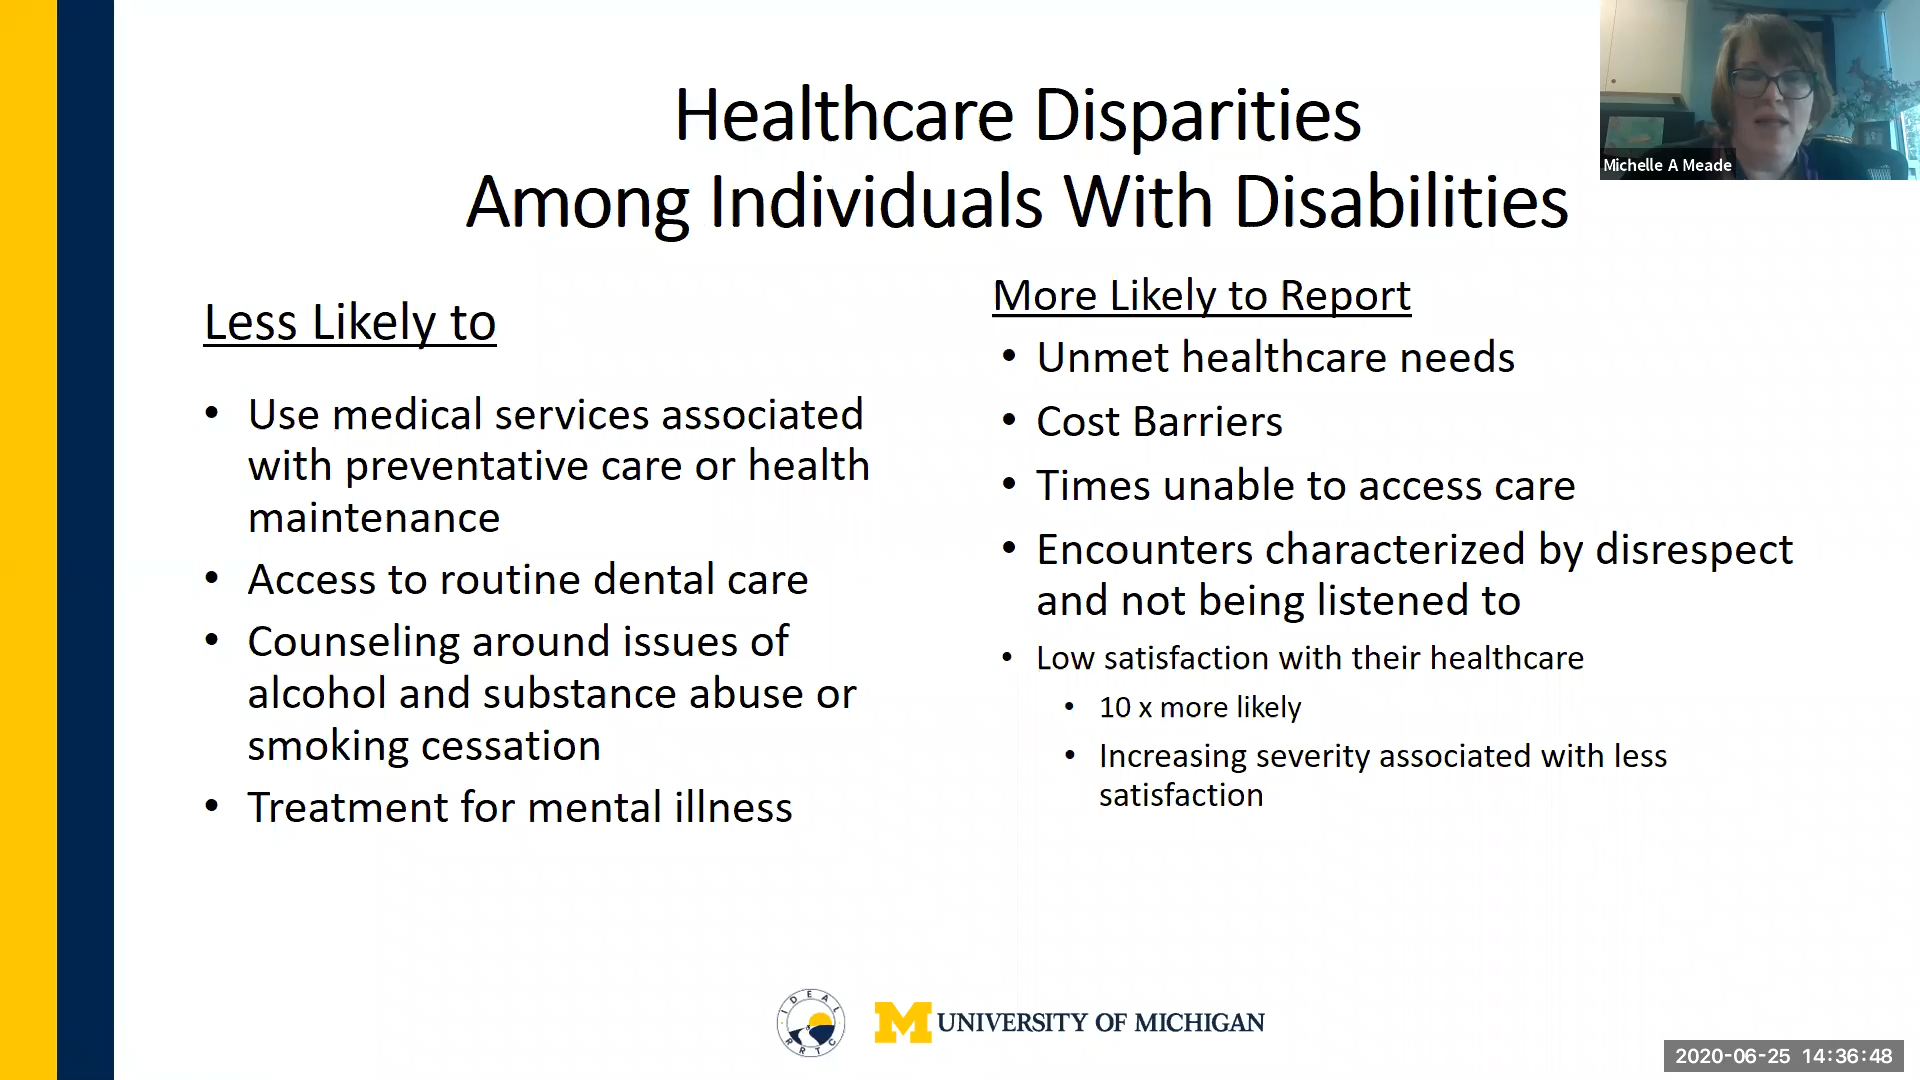 Healthcare Disparities
Among Individuals With Disabilities
Michelle A Meade
Less Likely to
• Use medical services associated
with preventative care or health
maintenance
• Access to routine dental care
• Counseling around issues of
alcohol and substance abuse or
smoking cessation
• Treatment for mental illness
More Likely to Report
• Unmet healthcare needs
• Cost Barriers
• Times unable to access care
• Encounters characterized by disrespect
and not being listened to
• Low satisfaction with their healthcare
• 10 x more likely
• Increasing severity associated with less
satisfaction
IDEAL
RRTC
M UNIVERSITY OF MICHIGAN
2020-06-25 14:36:48